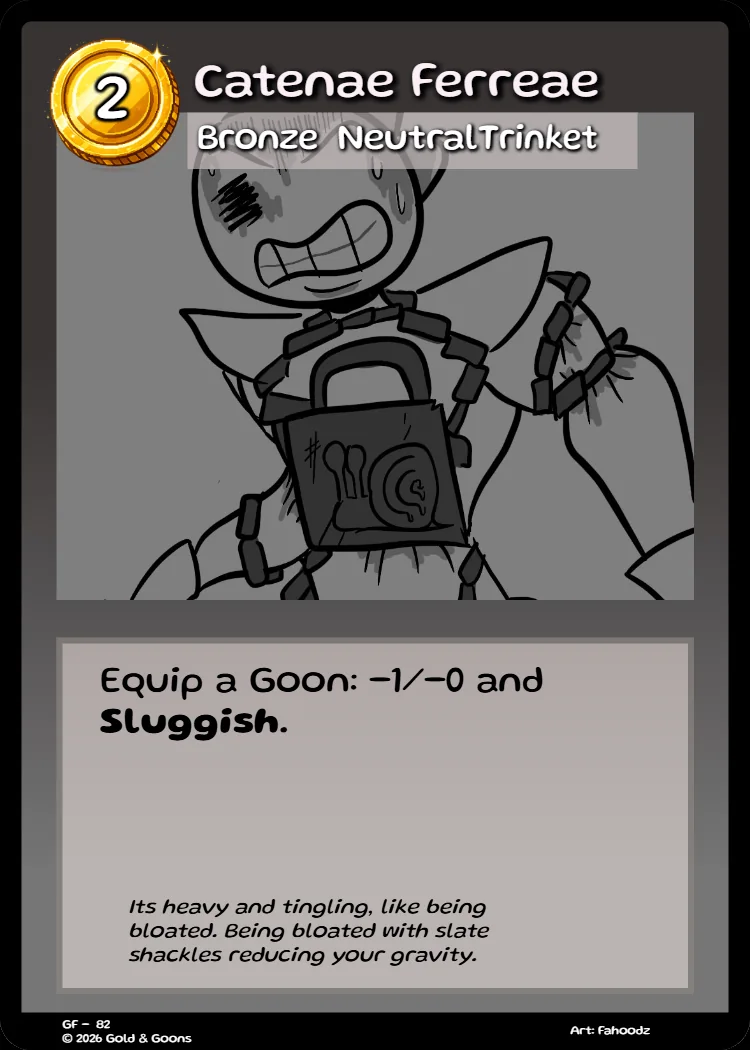 2
Catenae Ferreae
Bronze NeutralTrinket
#
Equip a Goon: -1/-0 and
Sluggish.
Its heavy and tingling, like being
bloated. Being bloated with slate
shackles reducing your gravity.
GF - 82
© 2026 Gold & Goons
Art: Fahoodz